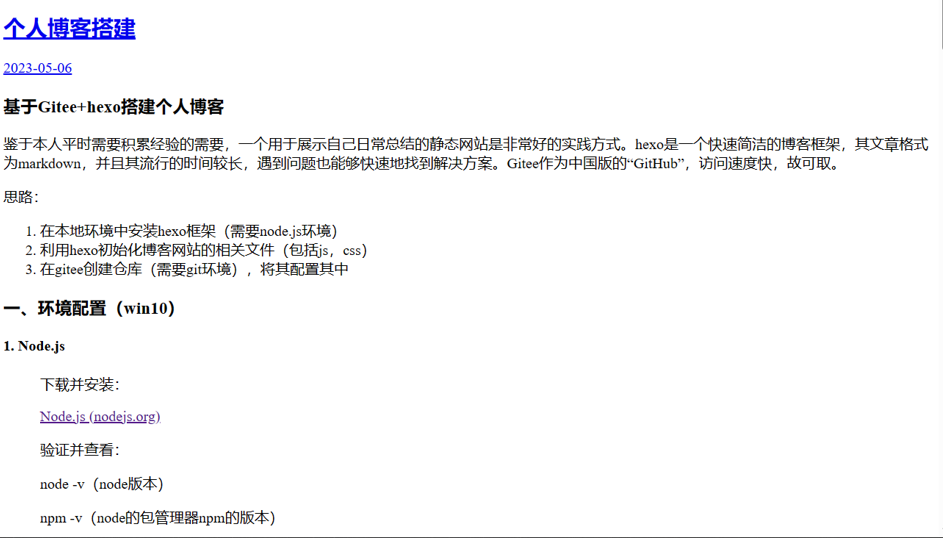 个人博客搭建
2023-05-06
基于Gitee+hexo搭建个人博客
鉴于本人平时需要积累经验的需要，一个用于展示自己日常总结的静态网站是非常好的实践方式。hexo是一个快速简洁的博客框架，其文章格式
为markdown，并且其流行的时间较长，遇到问题也能够快速地找到解决方案。Gitee作为中国版的“GitHub”，访问速度快，故可取。
思路：
1. 在本地环境中安装hexo框架（需要node.js环境）
2. 利用hexo初始化博客网站的相关文件（包括js，css）
3. 在gitee创建仓库（需要git环境），将其配置其中
一、环境配置（win10）
1. Node.js
下载并安装：
Node.js (nodejs.org)
验证并查看：
node -v（node版本）
npm -v（node的包管理器npm的版本）